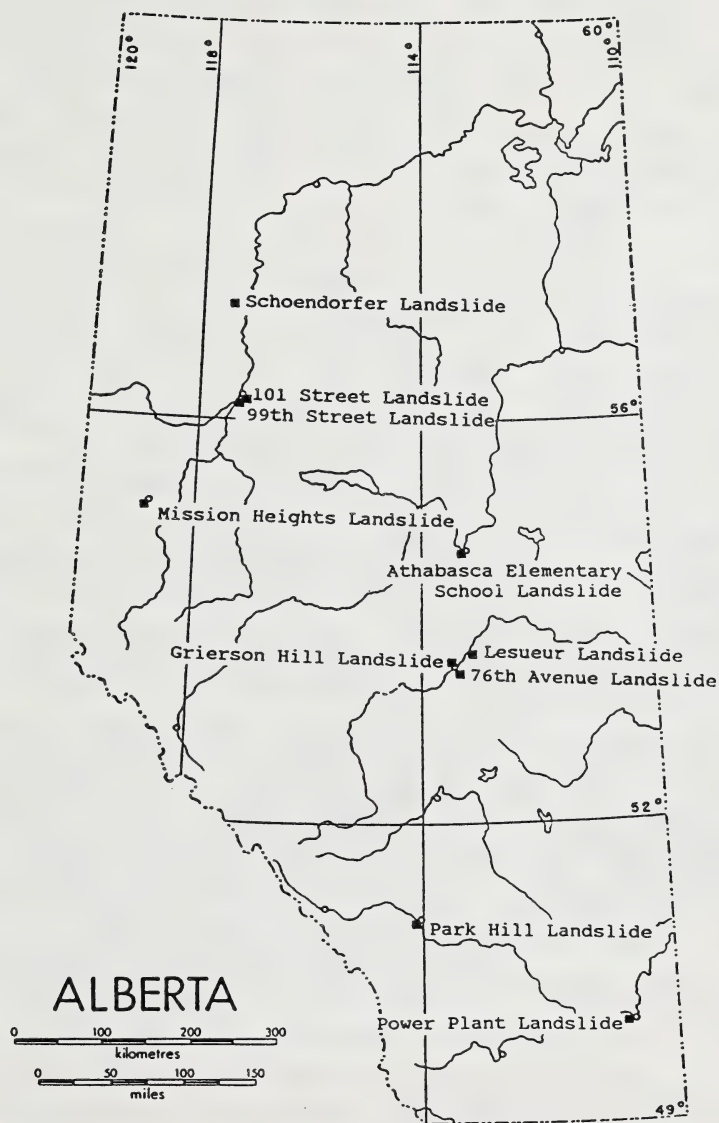 120°
118°
114°
60°
110°
Schoendorfer Landslide
101 Street Landslide
99th Street Landslide
56°
Mission Heights Landslide
Athabasca Elementary
School Landslide
Grierson Hill Landslide
Lesueur Landslide
76th Avenue Landslide
52°
Park Hill Landslide
ALBERTA
Power Plant Landslide
0 100 200 300
kilometres
0 50 100 150
miles
49°